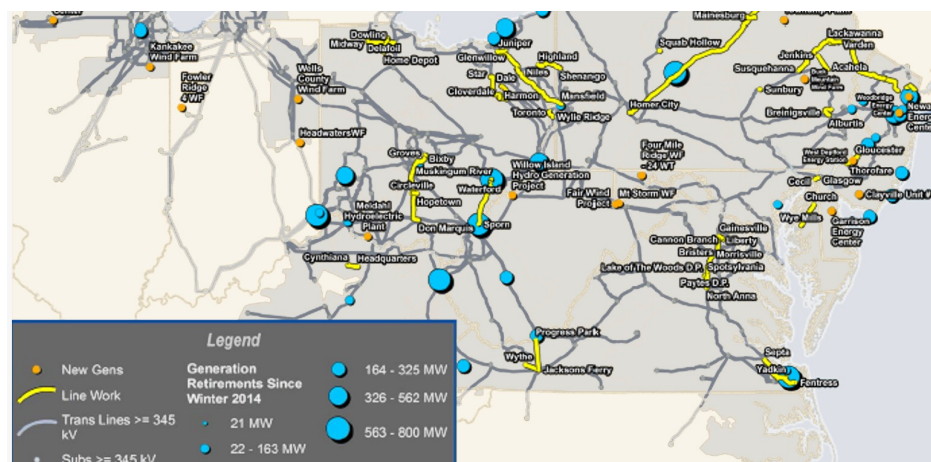 Mainesburg
Lackawanna
Dowling
Varden
Midway
Delafoil
Juniper
Squab Hollow
Jenkins
Kankakee
Wind Farm
Home Depot
Glenwillow
Highland
Susquehanna
Acahela
Wells
County
Wind Farm
Star
Dale
Niles
Shenango
Fowler
Ridge
4 WF
Cloverdale
Harmon
Mansfield
Sunbury
Woodbridge
Energy
Center
Toronto
Wylie Ridge
Homer City
Breinigsville
Alburtis
Energy
Center
HeadwatersWF
Groves
Bixby
Willow Island
Hydro Generation
Project
Four Mile
Ridge WF
-24 WT
West Deptford
Energy Station
Gloucester
Muskingum River
Thorofare
Circleville
Waterford
Cecil
Glasgow
Hopetown
Fair Wind
Project
Mt Storm WF
Church
Clayville Unit #
Meldahl
Hydroelectric
Plant
Don Marquis
Sporn
Wye Mills
Garrison
Energy
Center
Gainesville
Cannon Branch
Liberty
Cynthiana
Headquarters
Bristers
Morrisville
Lake of The Woods D.P.
Spotsylvania
Paytes D.P.
North Anna
Progress Park
Wythe
Jacksons Ferry
Septa
Yadkin
Fentress
Legend
New Gens
Line Work
Trans Lines >= 345
kV
Subs >= 345 kV
Generation
Retirements Since
Winter 2014
21 MW
22 - 163 MW
164 - 325 MW
326 - 562 MW
563 - 800 MW